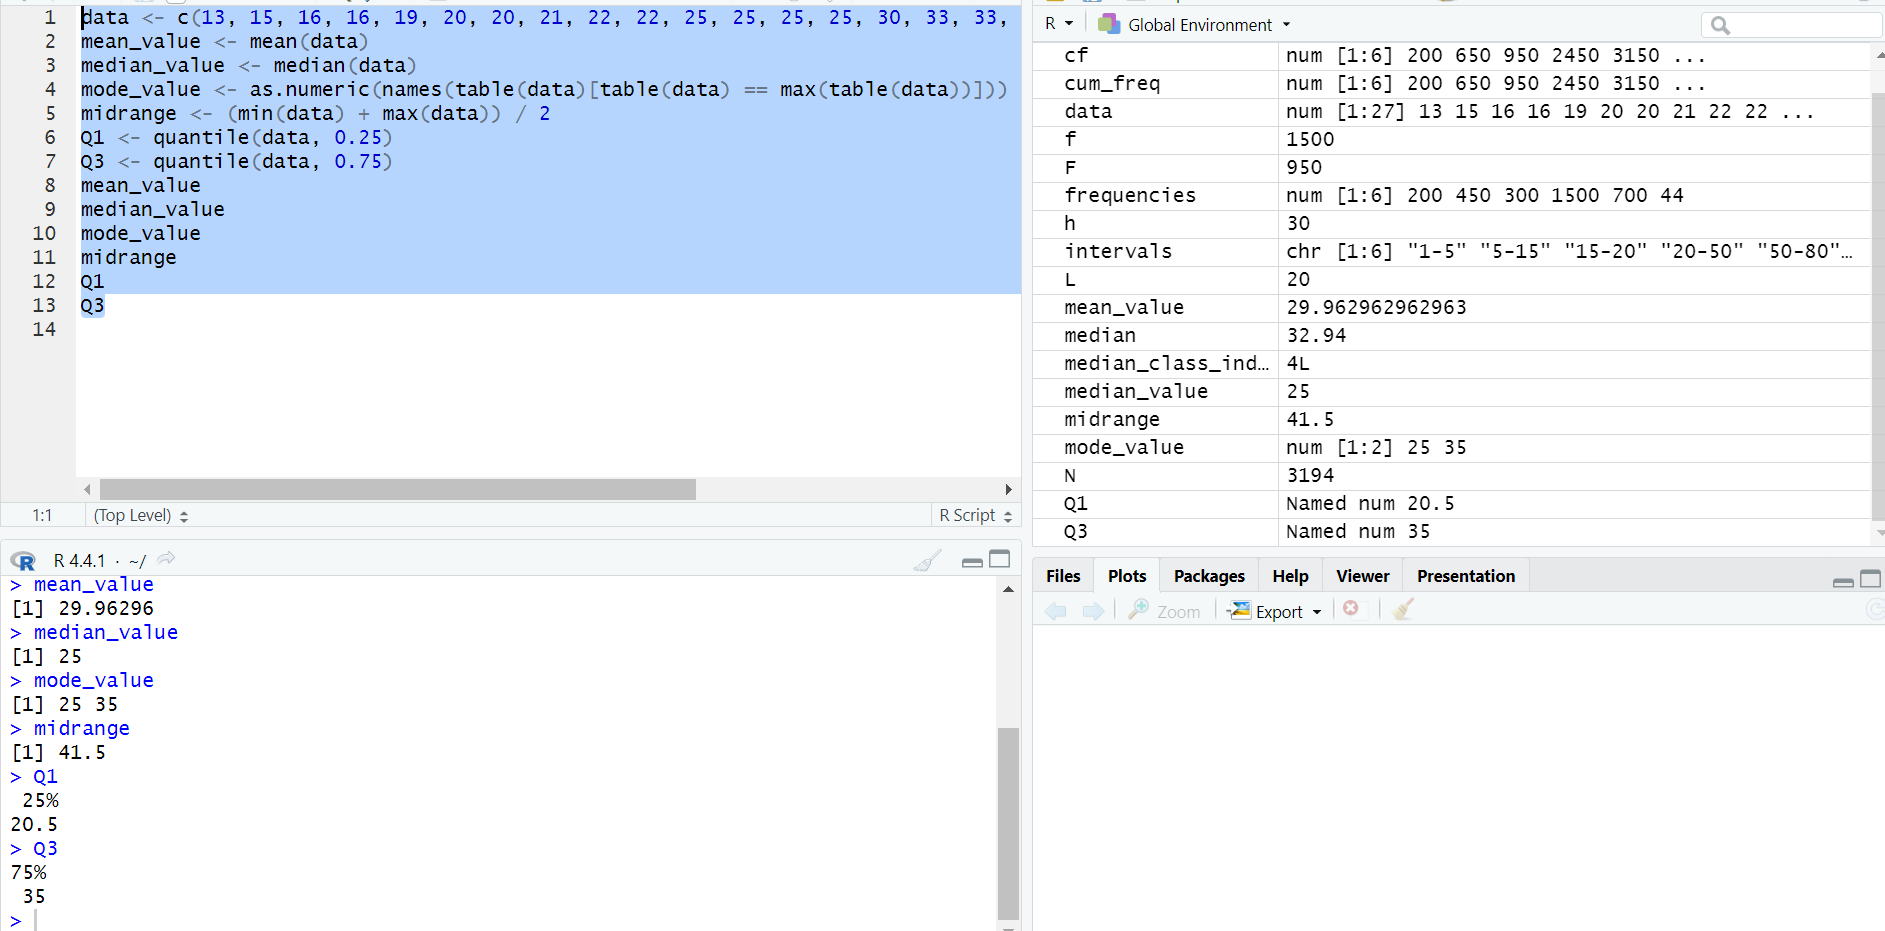 1 data <- c(13, 15, 16, 16, 19, 20, 20, 21, 22, 22, 25, 25, 25, 25, 30, 33, 33,
2 mean_value <- mean(data)
3 median_value <- median(data)
4 mode_value <- as.numeric(names(table(data)[table(data) == max(table(data))]))
5 midrange <- (min(data) + max(data)) / 2
6 Q1 <- quantile(data, 0.25)
7 Q3 <- quantile(data, 0.75)
8 mean_value
9 median_value
10 mode_value
11 midrange
12 Q1
13 Q3
14
1:1 (Top Level) R Script
R 4.4.1 · ~/
> mean_value
[1] 29.96296
> median_value
[1] 25
> mode_value
[1] 25 35
> midrange
[1] 41.5
> Q1
25%
20.5
> Q3
75%
35
>
R Global Environment
cf num [1:6] 200 650 950 2450 3150 ...
cum_freq num [1:6] 200 650 950 2450 3150 ...
data num [1:27] 13 15 16 16 19 20 20 21 22 22 ...
f 1500
F 950
frequencies num [1:6] 200 450 300 1500 700 44
h 30
intervals chr [1:6] "1-5" "5-15" "15-20" "20-50" "50-80"…
L 20
mean_value 29.962962962963
median 32.94
median_class_ind… 4L
median_value 25
midrange 41.5
mode_value num [1:2] 25 35
N 3194
Q1 Named num 20.5
Q3 Named num 35
Files Plots Packages Help Viewer Presentation
Zoom Export